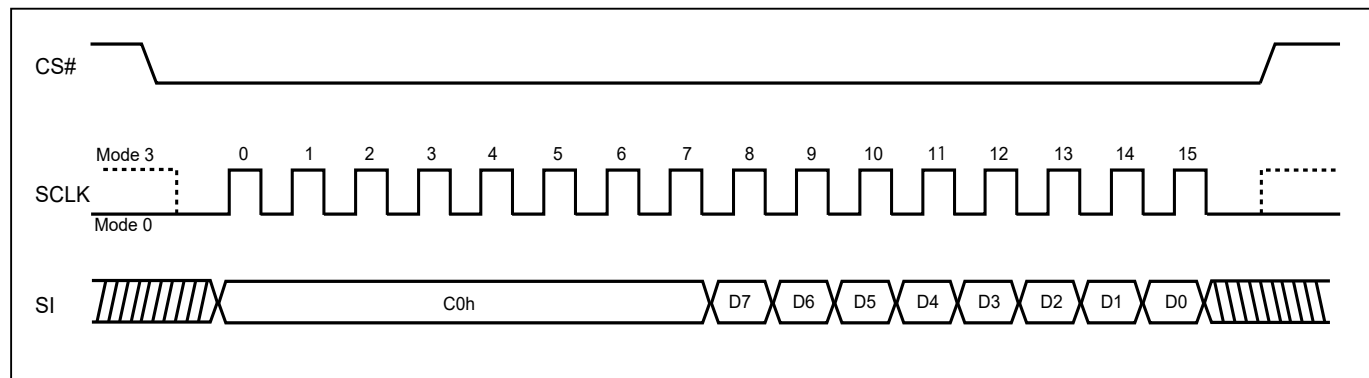 CS#
Mode 3
0 1 2 3 4 5 6 7 8 9 10 11 12 13 14 15
SCLK
Mode 0
SI
C0h D7 D6 D5 D4 D3 D2 D1 D0